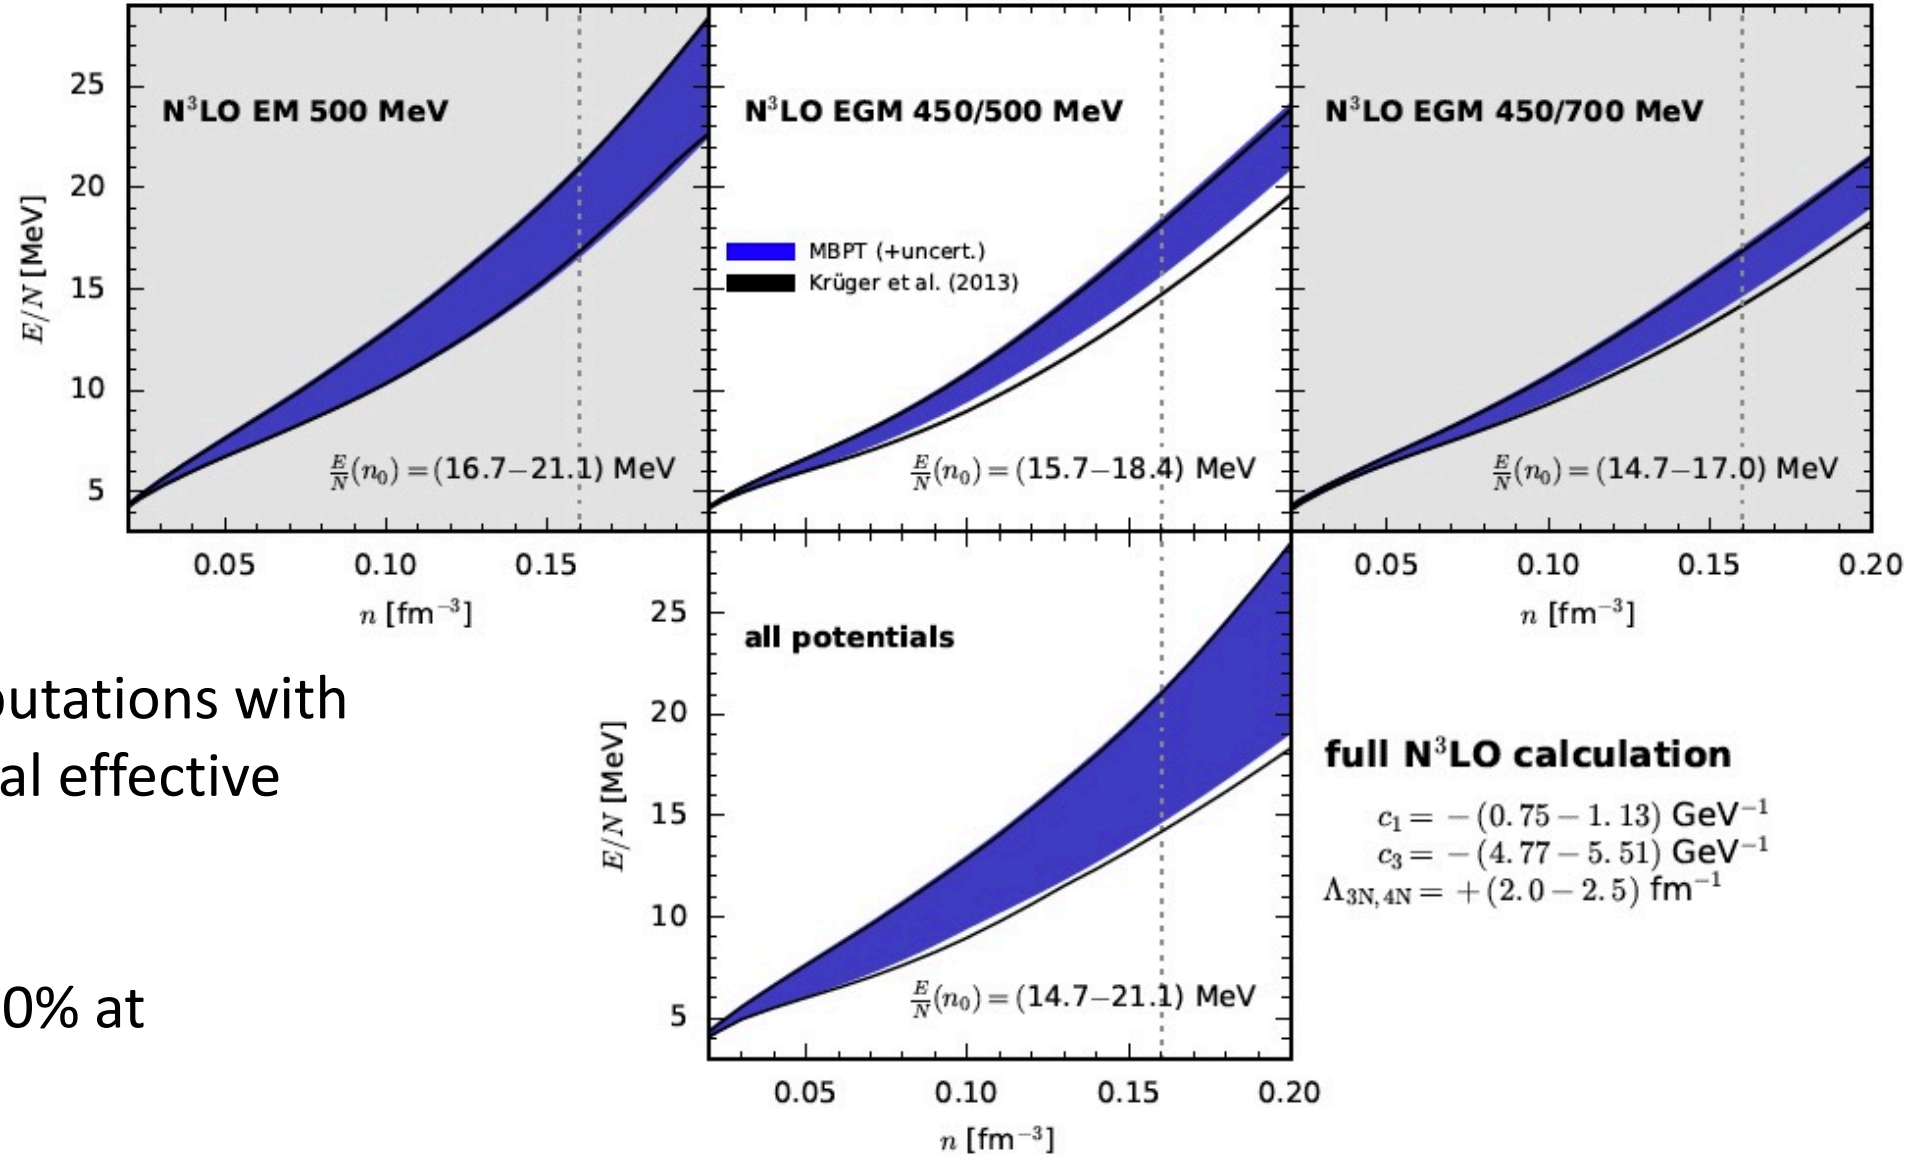 N³LO EM 500 MeV
N³LO EGM 450/500 MeV
N³LO EGM 450/700 MeV
E/N [MeV]
25
20
15
10
5
MBPT (+uncert.)
Krüger et al. (2013)
E/N(n₀) = (16.7–21.1) MeV
E/N(n₀) = (15.7–18.4) MeV
E/N(n₀) = (14.7–17.0) MeV
0.05 0.10 0.15
n [fm⁻³]
0.05 0.10 0.15 0.20
n [fm⁻³]
all potentials
E/N [MeV]
25
20
15
10
5
E/N(n₀) = (14.7–21.1) MeV
0.05 0.10 0.15 0.20
n [fm⁻³]
full N³LO calculation
c₁ = −(0.75 − 1.13) GeV⁻¹
c₃ = −(4.77 − 5.51) GeV⁻¹
Λ₃N,₄N = +(2.0 − 2.5) fm⁻¹
utations with
al effective
0% at